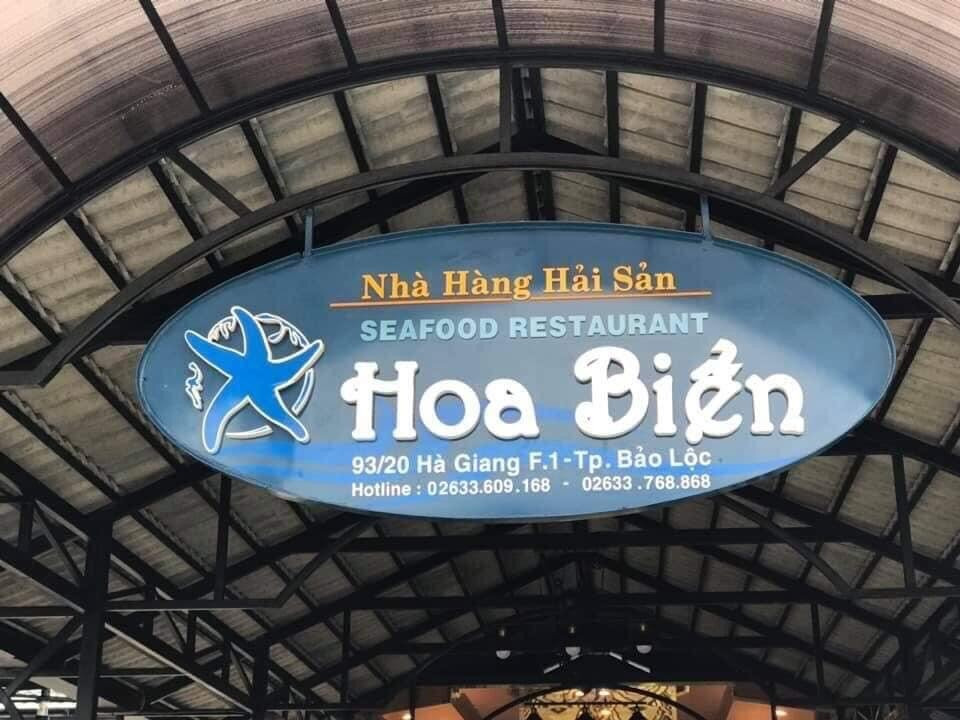 Nhà Hàng Hải Sản
SEAFOOD RESTAURANT
Hoa Biển
93/20 Hà Giang F.1-Tp. Bảo Lộc
Hotline : 02633.609.168 - 02633.768.868